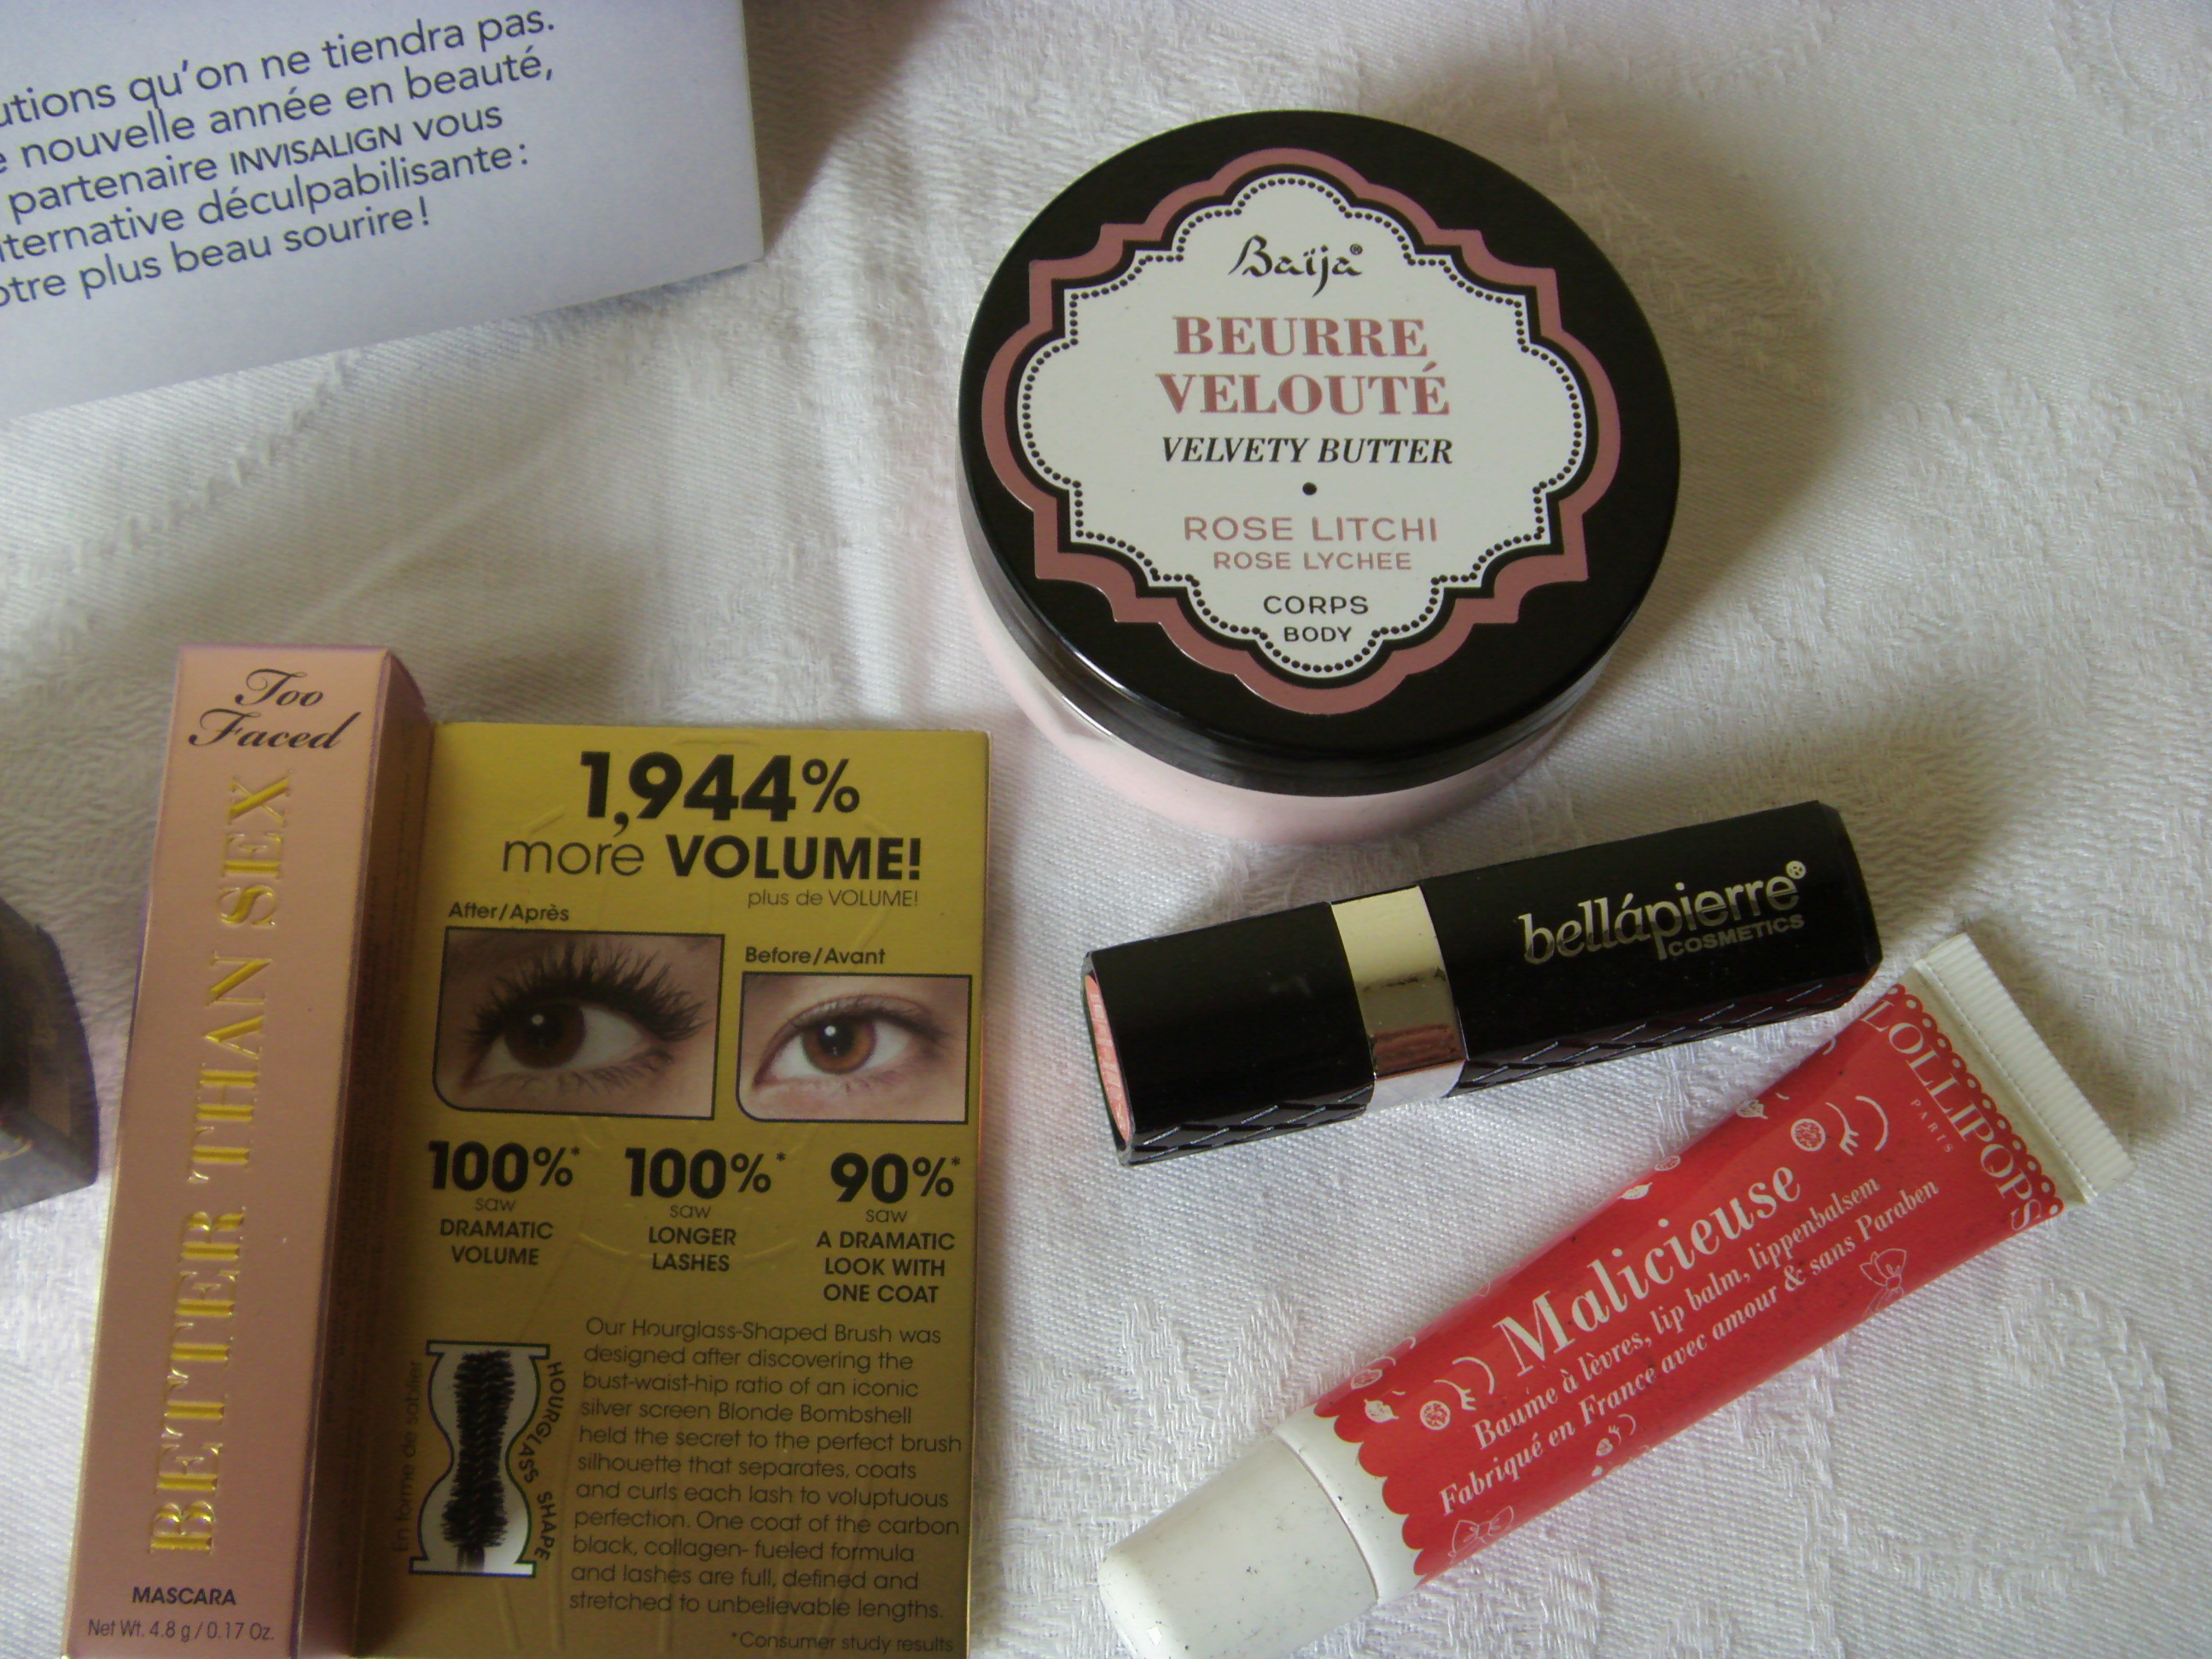 qu'on ne tiendra pas.
nouvelle année en beauté,
partenaire INVISALIGN vous
déculpabilisante :
plus beau sourire !
Baïja®
BEURRE
VELOUTÉ
VELVETY BUTTER
•
ROSE LITCHI
ROSE LYCHEE
CORPS
BODY
Too
Faced
BETTER THAN SEX
MASCARA
Net Wt. 4.8 g / 0.17 Oz.
1,944%
more VOLUME!
plus de VOLUME!
After/Après
Before/Avant
100%*
saw
DRAMATIC
VOLUME
100%*
saw
LONGER
LASHES
90%*
saw
A DRAMATIC
LOOK WITH
ONE COAT
En forme de sablier
HOURGLASS SHAPE
Our Hourglass-Shaped Brush was
designed after discovering the
bust-waist-hip ratio of an iconic
silver screen Blonde Bombshell
held the secret to the perfect brush
silhouette that separates, coats
and curls each lash to voluptuous
perfection. One coat of the carbon
black, collagen- fueled formula
and lashes are full, defined and
stretched to unbelievable lengths.
*Consumer study results
bellápierre®
COSMETICS
LOLLIPOPS
PARIS
Malicieuse
Baume à lèvres, lip balm, lippenbalsem
Fabriqué en France avec amour & sans Paraben